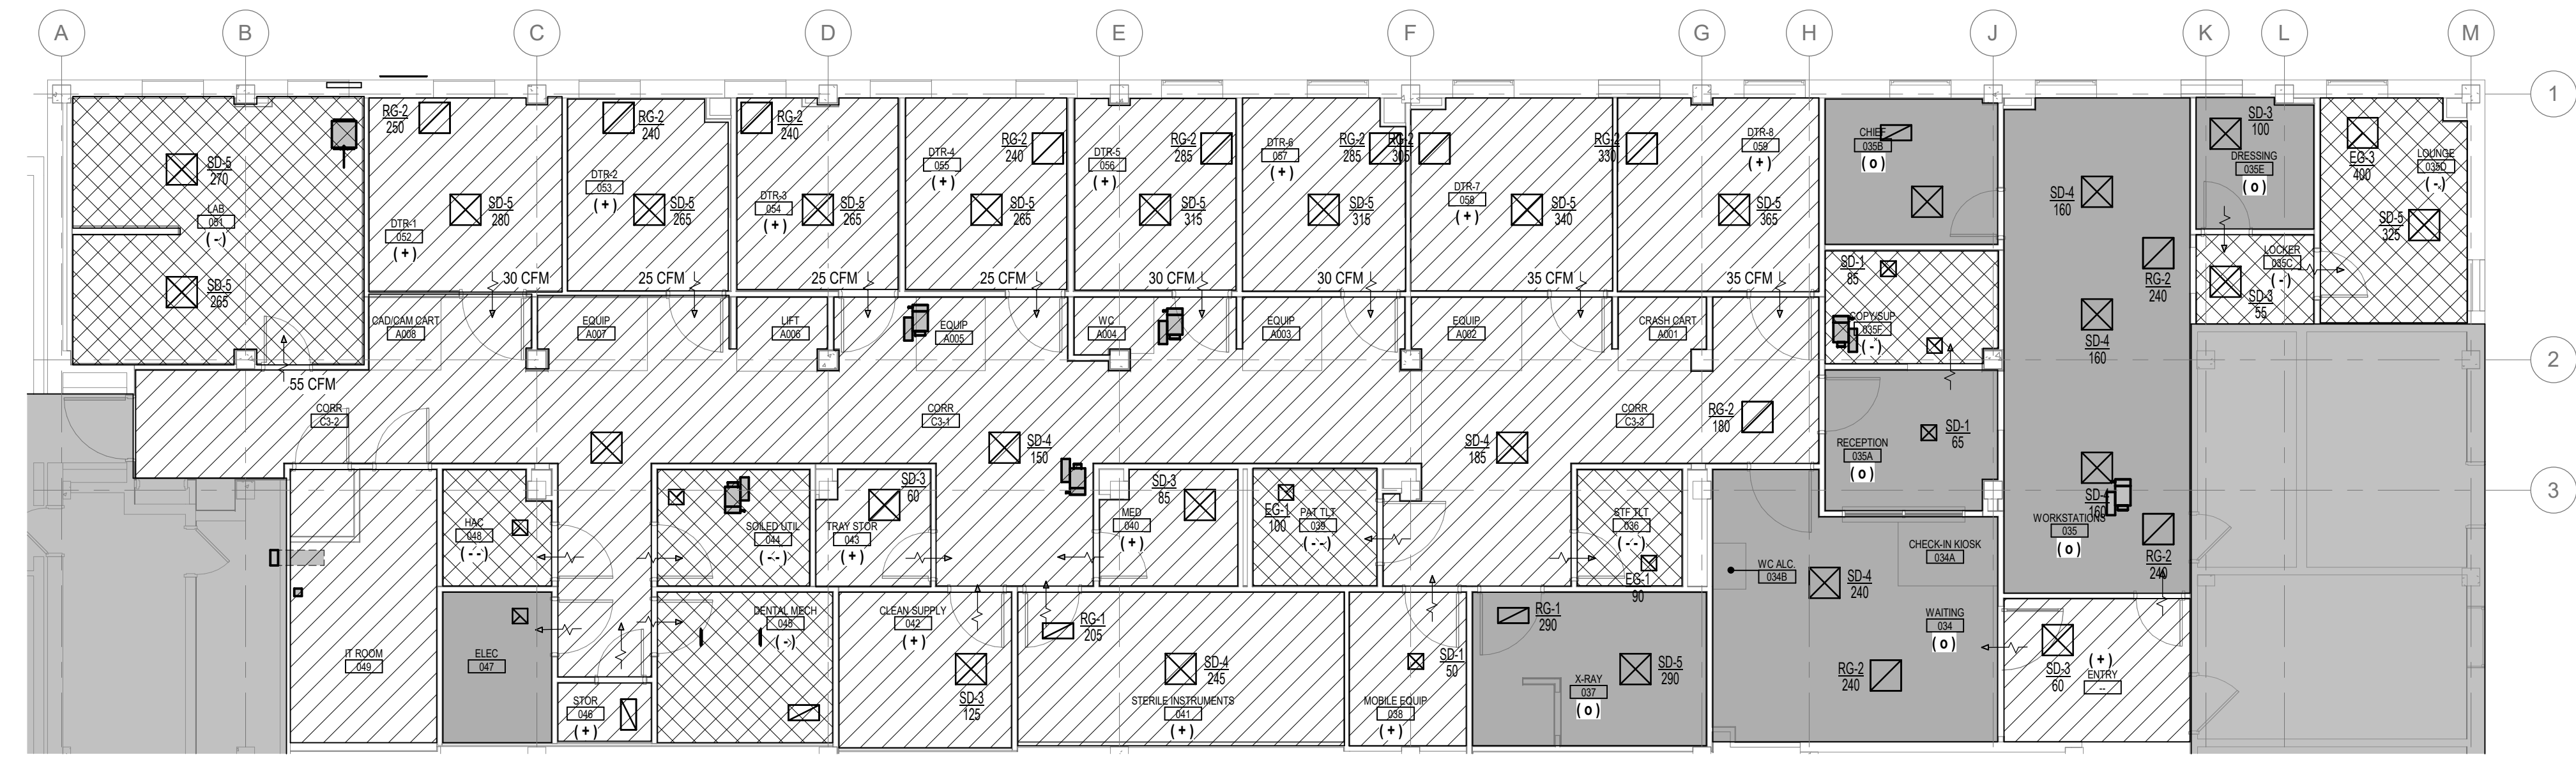 A B C D E F G H J K L M
1
2
3
RG-2
250
SD-5
280
DTR-1
052
(+)
30 CFM
RG-2
240
DTR-2
053
(+)
SD-5
265
25 CFM
RG-2
240
DTR-3
054
(+)
SD-5
265
25 CFM
DTR-4
055
(+)
RG-2
240
SD-5
265
25 CFM
DTR-5
056
(+)
RG-2
285
SD-5
315
30 CFM
DTR-6
057
(+)
RG-2
285
SD-5
315
30 CFM
RG-2
305
DTR-7
058
(+)
SD-5
340
35 CFM
RG-2
330
DTR-8
059
(+)
SD-5
365
35 CFM
SD-5
270
LAB
051
(-)
SD-5
265
55 CFM
CHIEF
035B
(o)
SD-1
85
COPY/SUP
035F
(-)
SD-4
160
RG-2
240
SD-4
160
SD-4
160
WORKSTATIONS
035
(o)
RG-2
240
SD-3
100
DRESSING
035E
(o)
LOCKER
035C
(-)
SD-3
55
EG-3
400
LOUNGE
035D
(-)
SD-5
325
CAD/CAM CART
A008
EQUIP
A007
LIFT
A006
EQUIP
A005
WC
A004
EQUIP
A003
EQUIP
A002
CRASH CART
A001
CORR
C3-2
CORR
C3-1
CORR
C3-3
SD-4
150
SD-4
185
RG-2
180
RECEPTION
035A
(o)
SD-1
65
HAC
048
(--)
SOILED UTIL
044
(--)
TRAY STOR
043
(+)
SD-3
60
MED
040
(+)
SD-3
85
EG-1
100
PAT TLT
039
(--)
STF TLT
036
(--)
EG-1
90
WC ALC.
034B
SD-4
240
CHECK-IN KIOSK
034A
WAITING
034
(o)
RG-2
240
IT ROOM
049
ELEC
047
STOR
046
(+)
DENTAL MECH
045
(-)
CLEAN SUPPLY
042
(+)
SD-3
125
RG-1
205
SD-4
245
STERILE INSTRUMENTS
041
(+)
SD-1
50
MOBILE EQUIP
038
(+)
RG-1
290
SD-5
290
X-RAY
037
(o)
SD-3
60
(+)
ENTRY
--